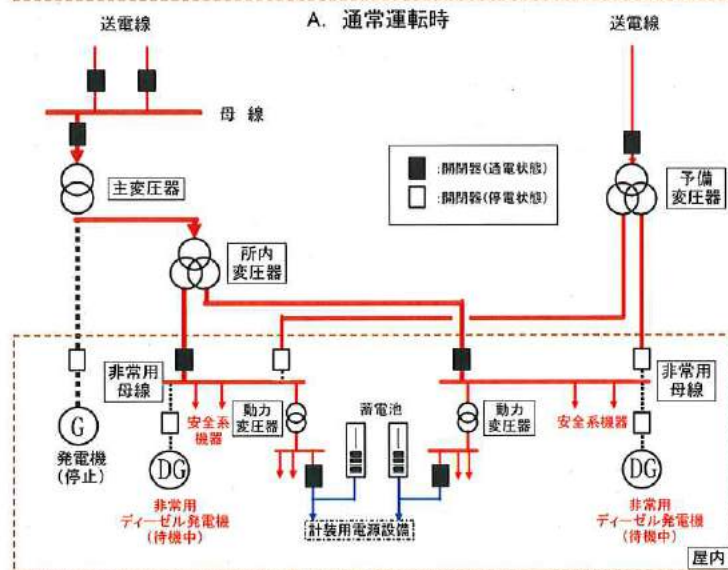 A. 通常運転時
送電線
送電線
母 線
主変圧器
:開閉器(通電状態)
:開閉器(停電状態)
予備
変圧器
所内
変圧器
非常用
母線
安全系
機器
動力
変圧器
蓄電池
動力
変圧器
安全系機器
非常用
母線
G
発電機
(停止)
DG
非常用
ディーゼル発電機
(待機中)
計装用電源設備
DG
非常用
ディーゼル発電機
(待機中)
屋内